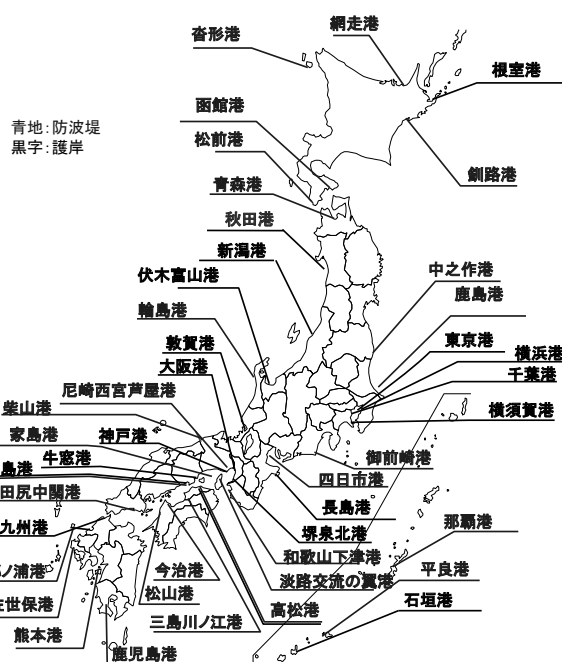 沓形港
網走港
根室港
函館港
青地:防波堤
黒字:護岸
松前港
釧路港
青森港
秋田港
新潟港
中之作港
伏木富山港
鹿島港
輪島港
東京港
敦賀港
横浜港
大阪港
千葉港
尼崎西宮芦屋港
柴山港
横須賀港
家島港
神戸港
牛窓港
御前崎港
島港
四日市港
田尻中関港
長島港
九州港
那覇港
堺泉北港
和歌山下津港
ノ浦港
今治港
淡路交流の翼港
平良港
世保港
松山港
高松港
石垣港
三島川ノ江港
熊本港
鹿児島港